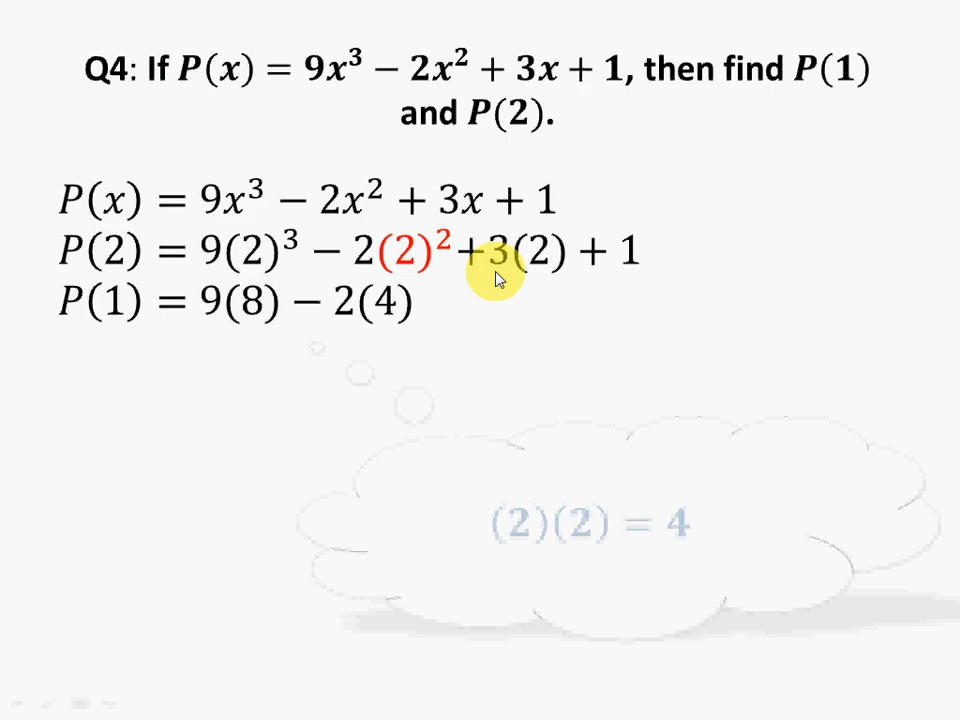 Q4: If P(x) = 9x³ − 2x² + 3x + 1, then find P(1)
and P(2).
P(x) = 9x³ − 2x² + 3x + 1
P(2) = 9(2)³ − 2(2)² +3(2) + 1
P(1) = 9(8) − 2(4)
(2)(2) = 4